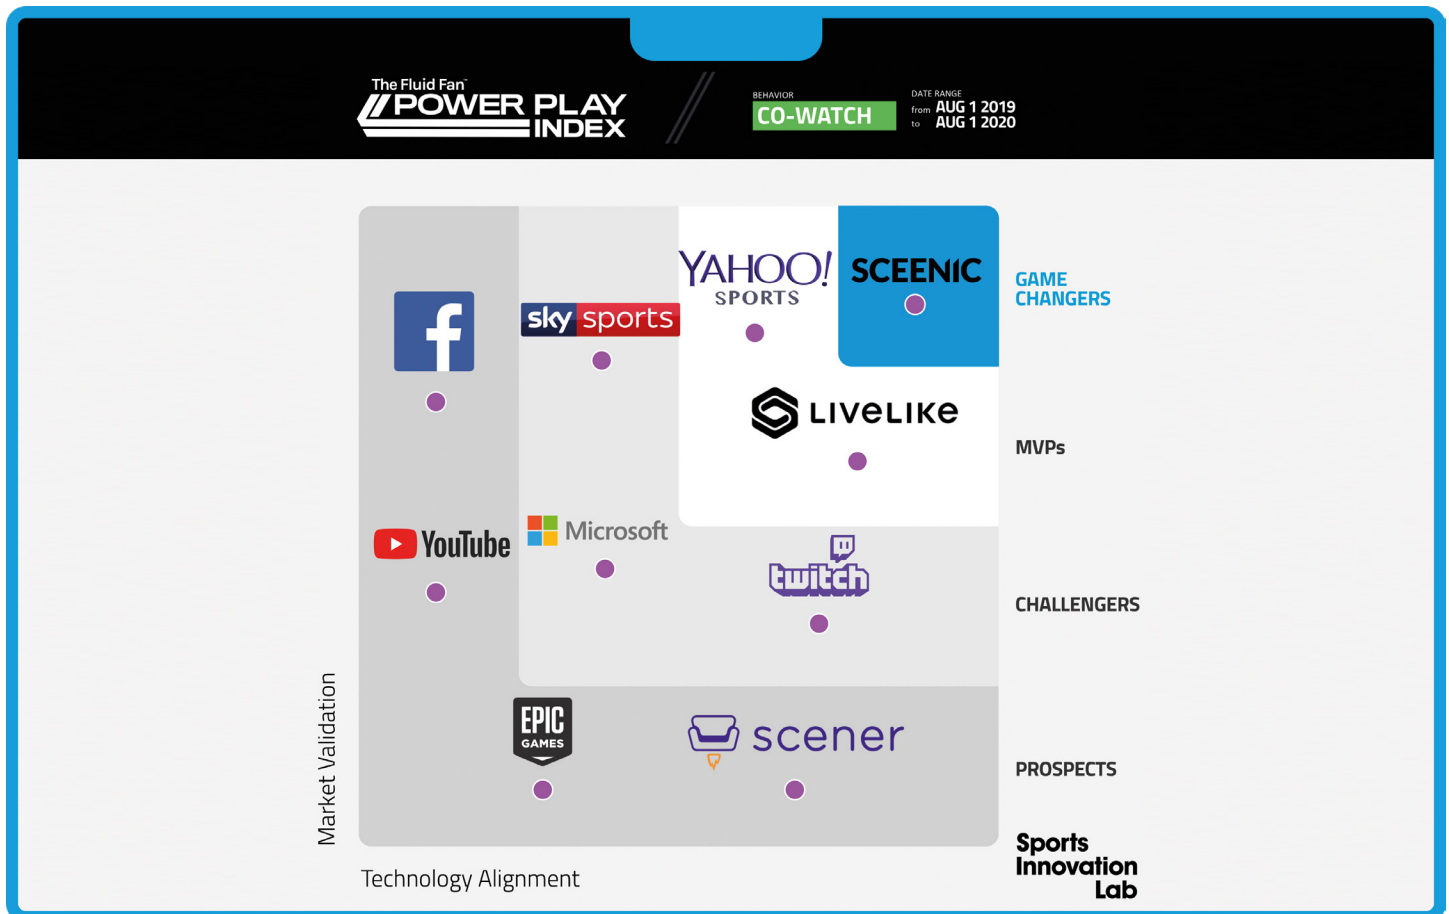 The Fluid Fan™
POWER PLAY
INDEX
BEHAVIOR
CO-WATCH
DATE RANGE
from AUG 1 2019
to AUG 1 2020
YAHOO!
SPORTS
SCEENIC
GAME
CHANGERS
f
sky sports
LIVELIKE
MVPs
YouTube
Microsoft
twitch
CHALLENGERS
EPIC
GAMES
scener
PROSPECTS
Market Validation
Technology Alignment
Sports
Innovation
Lab